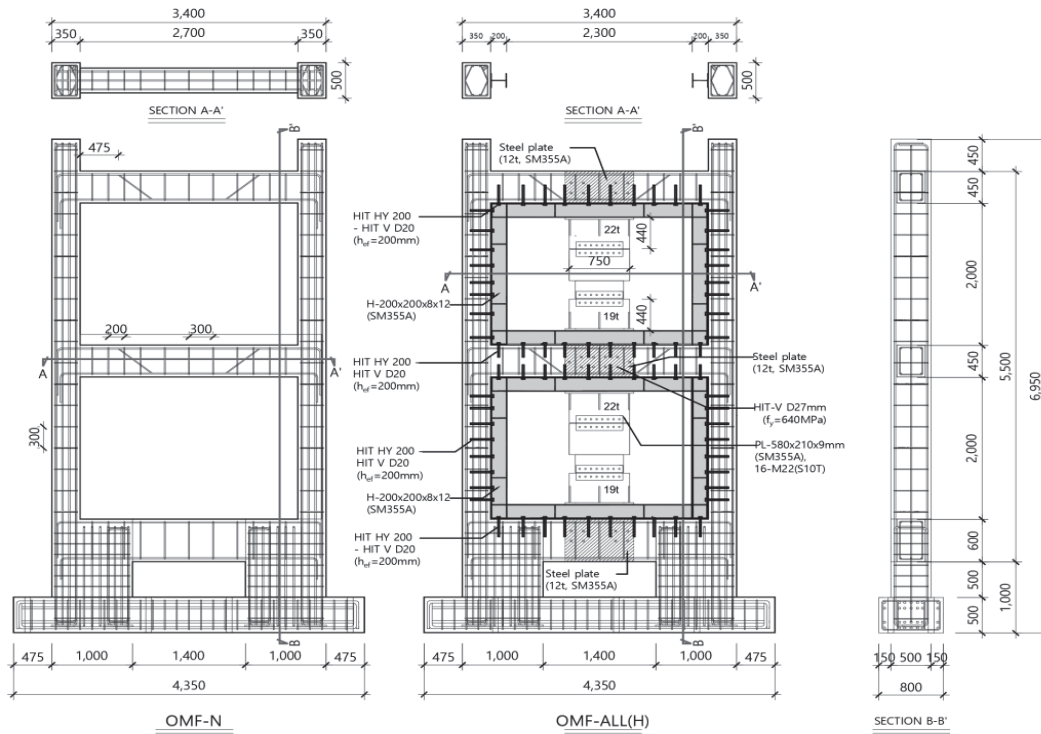 3,400
350
2,700
350
500
SECTION A-A'
B'
475
200
300
A
A'
300
B
475
1,000
1,400
1,000
475
4,350
OMF-N
3,400
350
200
2,300
200
350
500
SECTION A-A'
B'
Steel plate
(12t, SM355A)
HIT HY 200
- HIT V D20
(hef=200mm)
22t
440
750
A
A'
H-200x200x8x12
(SM355A)
440
19t
HIT HY 200
HIT V D20
(hef=200mm)
Steel plate
(12t, SM355A)
22t
HIT-V D27mm
(fy=640MPa)
PL-580x210x9mm
(SM355A),
16-M22(S10T)
HIT HY 200
HIT V D20
(hef=200mm)
19t
H-200x200x8x12
(SM355A)
HIT HY 200
- HIT V D20
(hef=200mm)
Steel plate
(12t, SM355A)
B
475
1,000
1,400
1,000
475
4,350
OMF-ALL(H)
450
450
2,000
450
2,000
600
500
500
5,500
1,000
6,950
150
500
150
800
SECTION B-B'